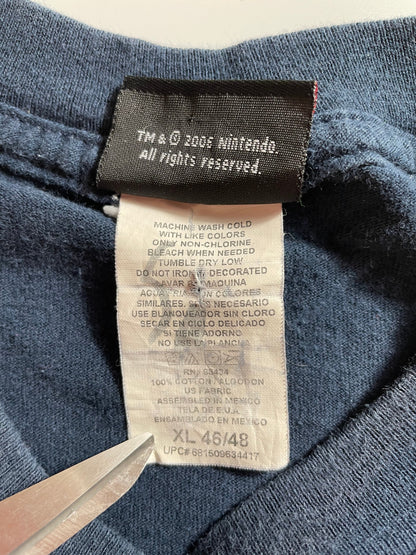 TM & © 2006 Nintendo.
All rights reserved.
MACHINE WASH COLD
WITH LIKE COLORS
ONLY NON-CHLORINE
BLEACH WHEN NEEDED
TUMBLE DRY LOW
DO NOT IRON IF DECORATED
LAVAR EN MAQUINA
AGUA FRIA CON COLORES
SIMILARES. SI ES NECESARIO
USE BLANQUEADOR SIN CLORO
SECAR EN CICLO DELICADO
SI TIENE ADORNO
NO USE LA PLANCHA
RN#
100% COTTON / ALGODON
US FABRIC
ASSEMBLED IN MEXICO
TELA DE E.U.A.
ENSAMBLADO EN MEXICO
XL 46/48
UPC# 681509634417